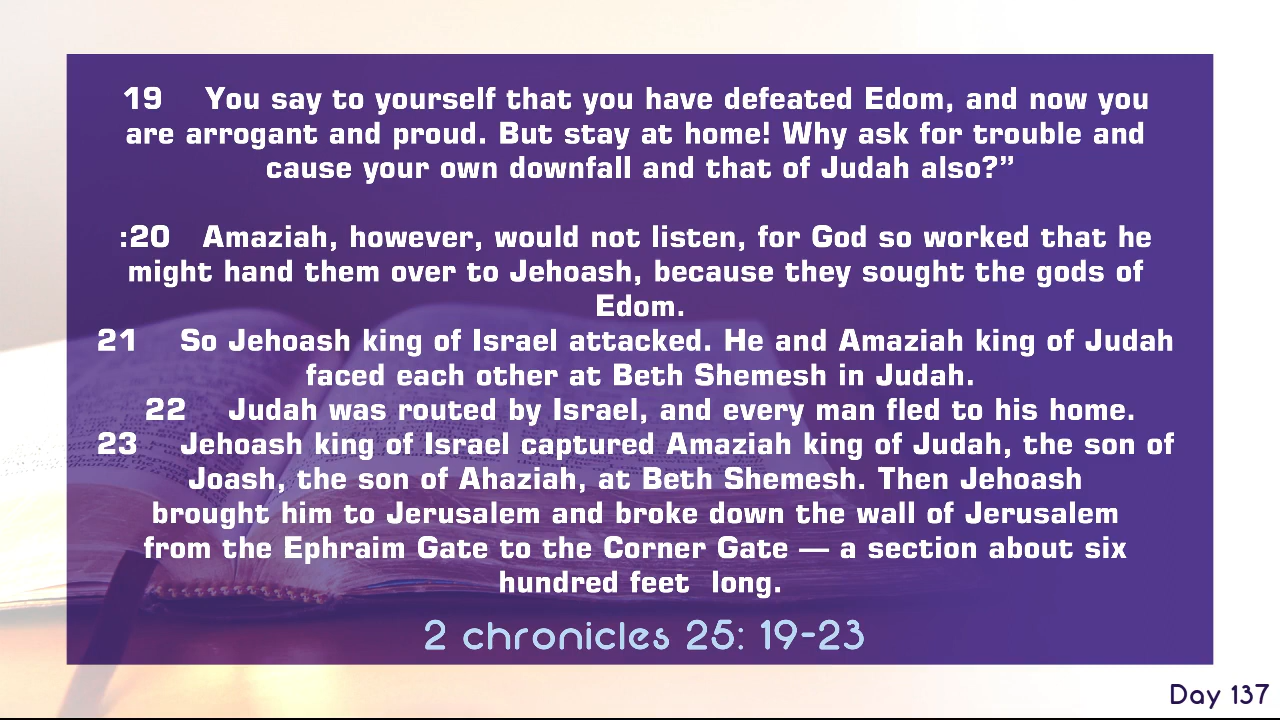 19 You say to yourself that you have defeated Edom, and now you
are arrogant and proud. But stay at home! Why ask for trouble and
cause your own downfall and that of Judah also?”
:20 Amaziah, however, would not listen, for God so worked that he
might hand them over to Jehoash, because they sought the gods of
Edom.
21 So Jehoash king of Israel attacked. He and Amaziah king of Judah
faced each other at Beth Shemesh in Judah.
22 Judah was routed by Israel, and every man fled to his home.
23 Jehoash king of Israel captured Amaziah king of Judah, the son of
Joash, the son of Ahaziah, at Beth Shemesh. Then Jehoash
brought him to Jerusalem and broke down the wall of Jerusalem
from the Ephraim Gate to the Corner Gate — a section about six
hundred feet long.
2 chronicles 25: 19-23
Day 137